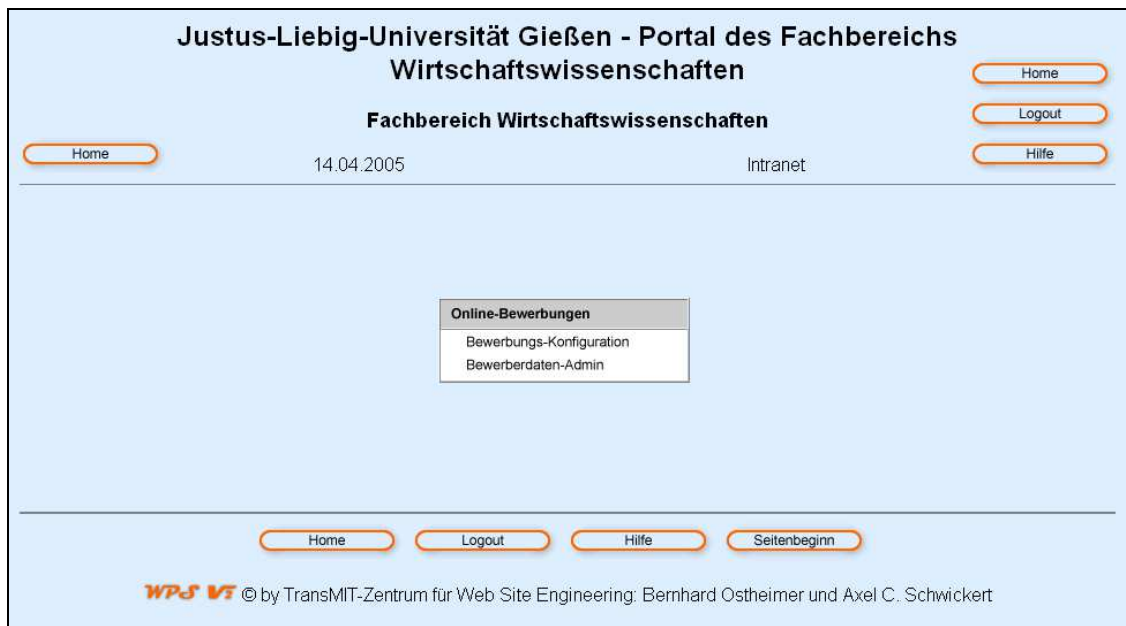 Justus-Liebig-Universität Gießen - Portal des Fachbereichs
Wirtschaftswissenschaften
Home
Fachbereich Wirtschaftswissenschaften
Logout
Home
14.04.2005
Intranet
Hilfe
Online-Bewerbungen
Bewerbungs-Konfiguration
Bewerberdaten-Admin
Home
Logout
Hilfe
Seitenbeginn
WPS © by TransMIT-Zentrum für Web Site Engineering: Bernhard Ostheimer und Axel C. Schwickert